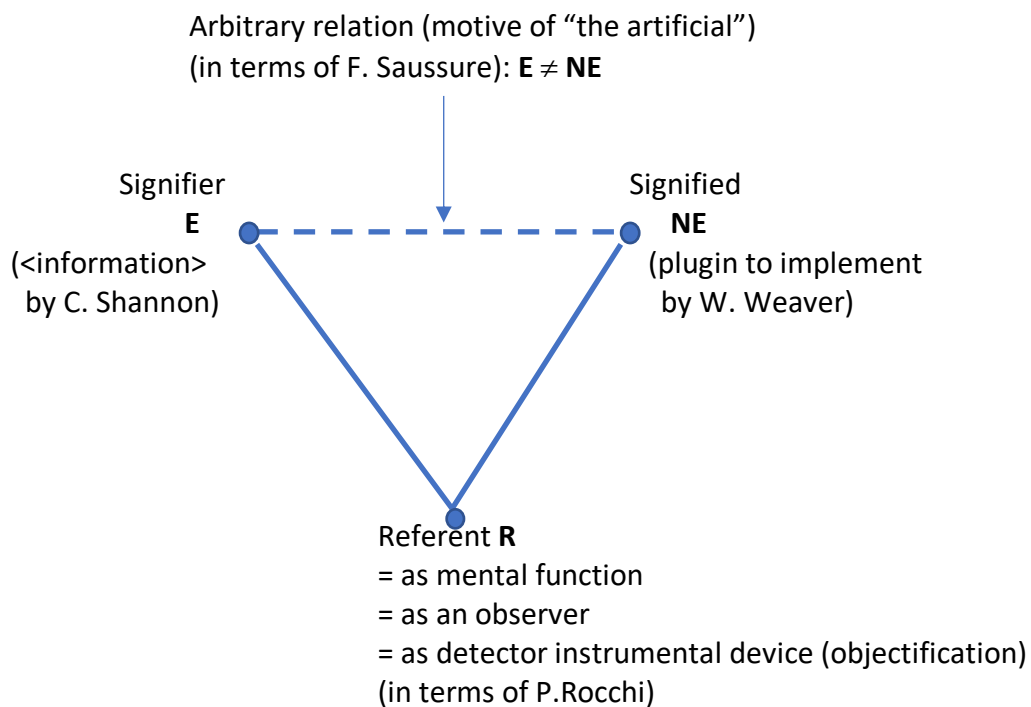 Arbitrary relation (motive of “the artificial”)
(in terms of F. Saussure): E ≠ NE
Signifier
E
(<information>
by C. Shannon)
Signified
NE
(plugin to implement
by W. Weaver)
Referent R
= as mental function
= as an observer
= as detector instrumental device (objectification)
(in terms of P.Rocchi)